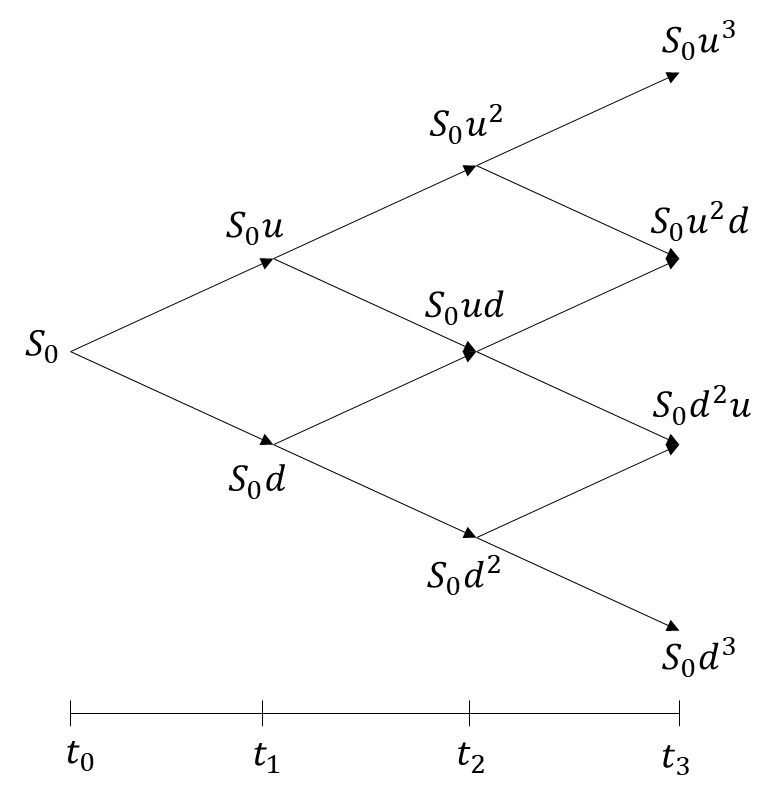 S₀u³
S₀u²
S₀u²d
S₀u
S₀ud
S₀
S₀d²u
S₀d
S₀d²
S₀d³
t₀ t₁ t₂ t₃